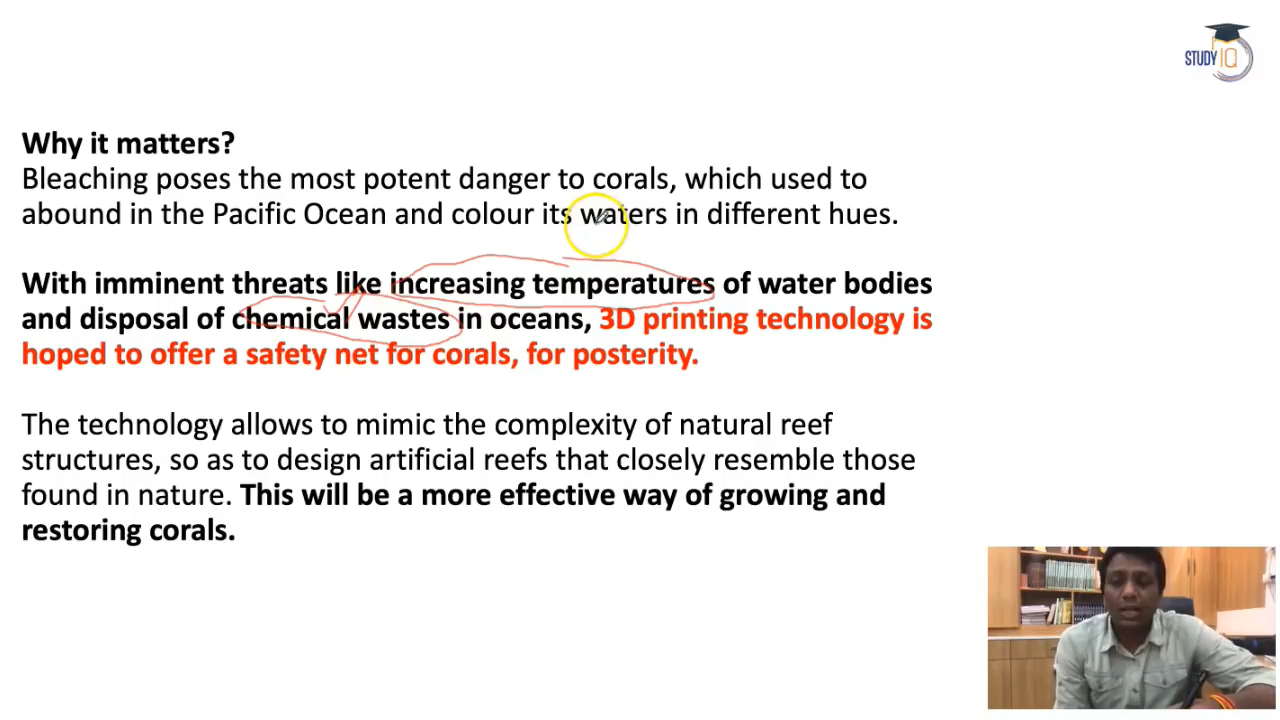 STUDY IQ
Why it matters?
Bleaching poses the most potent danger to corals, which used to
abound in the Pacific Ocean and colour its waters in different hues.
With imminent threats like increasing temperatures of water bodies
and disposal of chemical wastes in oceans, 3D printing technology is
hoped to offer a safety net for corals, for posterity.
The technology allows to mimic the complexity of natural reef
structures, so as to design artificial reefs that closely resemble those
found in nature. This will be a more effective way of growing and
restoring corals.